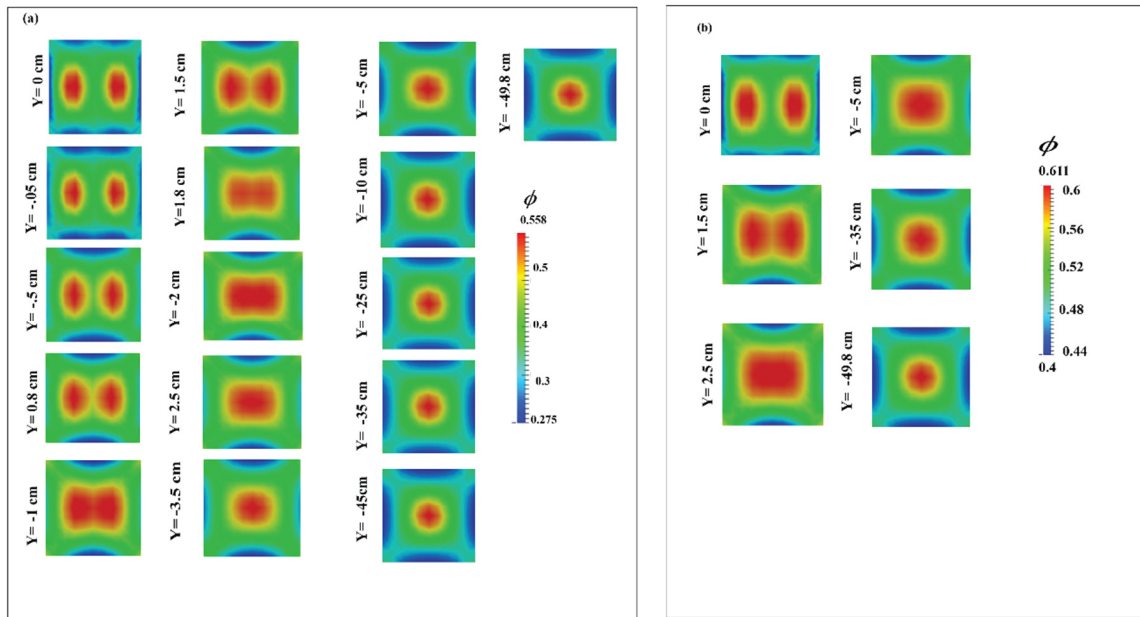 (a)
Y= 0 cm
Y= -.05 cm
Y= -.5 cm
Y= 0.8 cm
Y= -1 cm
Y= 1.5 cm
Y=1.8 cm
Y= -2 cm
Y= 2.5 cm
Y= -3.5 cm
Y= -5 cm
Y= -10 cm
Y= -25 cm
Y= -35 cm
Y= -45cm
Y= -49.8 cm
ϕ
0.558
0.5
0.4
0.3
0.275
(b)
Y= 0 cm
Y= 1.5 cm
Y= 2.5 cm
Y= -5 cm
Y= -35 cm
Y= -49.8 cm
ϕ
0.611
0.6
0.56
0.52
0.48
0.44
0.4